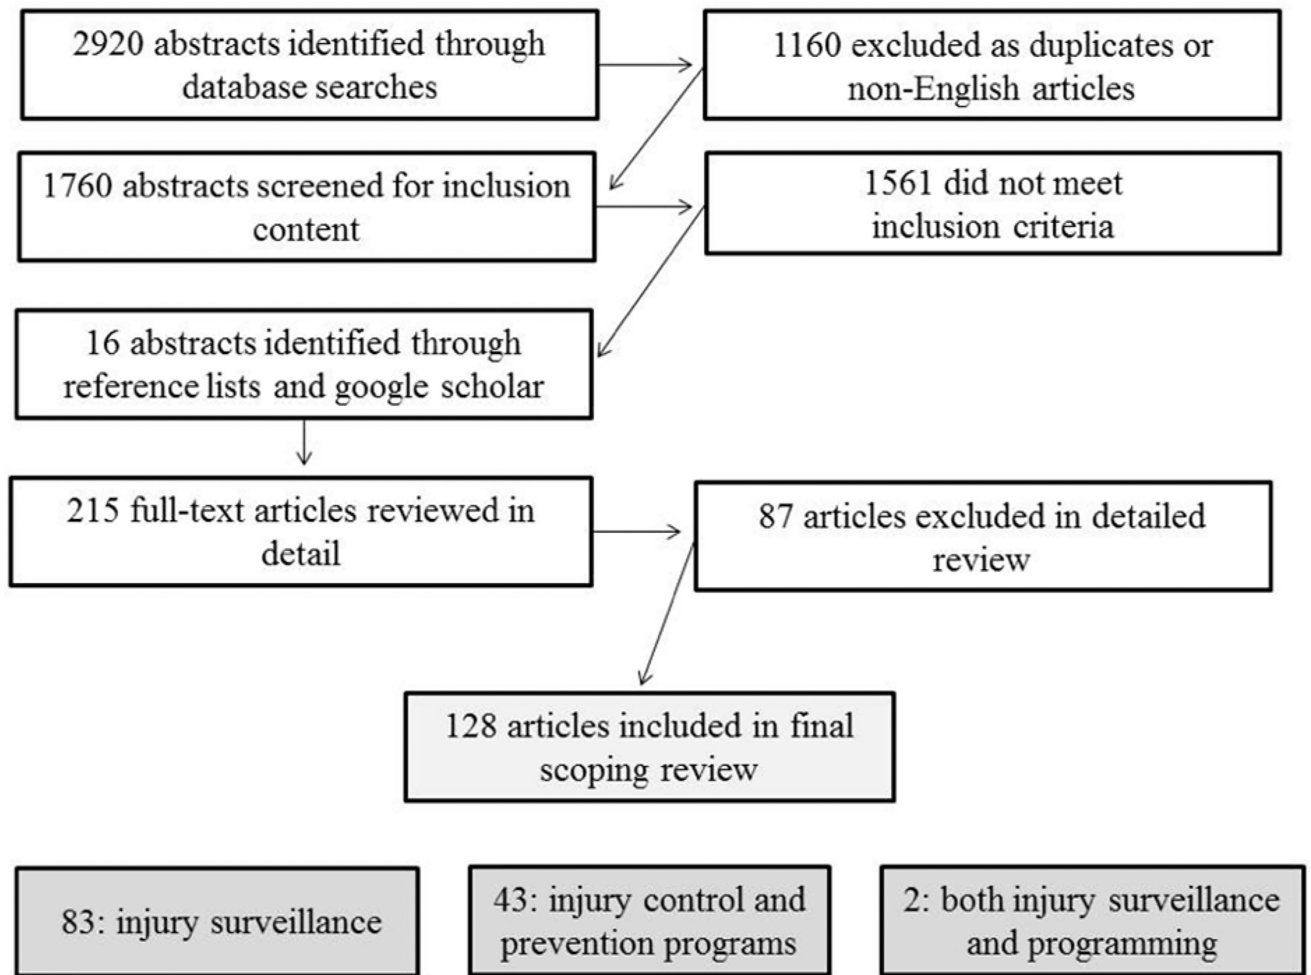 2920 abstracts identified through
database searches
1160 excluded as duplicates or
non-English articles
1760 abstracts screened for inclusion
content
1561 did not meet
inclusion criteria
16 abstracts identified through
reference lists and google scholar
215 full-text articles reviewed in
detail
87 articles excluded in detailed
review
128 articles included in final
scoping review
83: injury surveillance
43: injury control and
prevention programs
2: both injury surveillance
and programming